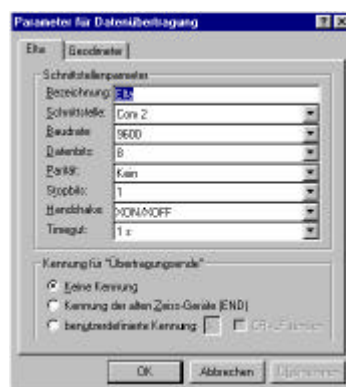 Parameter für Datenübertragung
Elta Geodimeter
Schnittstellenparameter
Bezeichnung: Elta
Schnittstelle: Com 2
Baudrate: 9600
Datenbits: 8
Parität: Kein
Stopbits: 1
Handshake: XON/XOFF
Timeout: 1 s
Kennung für "Übertragungsende"
Keine Kennung
Kennung der alten Zeiss-Geräte (END)
benutzerdefinierte Kennung
OK Abbrechen